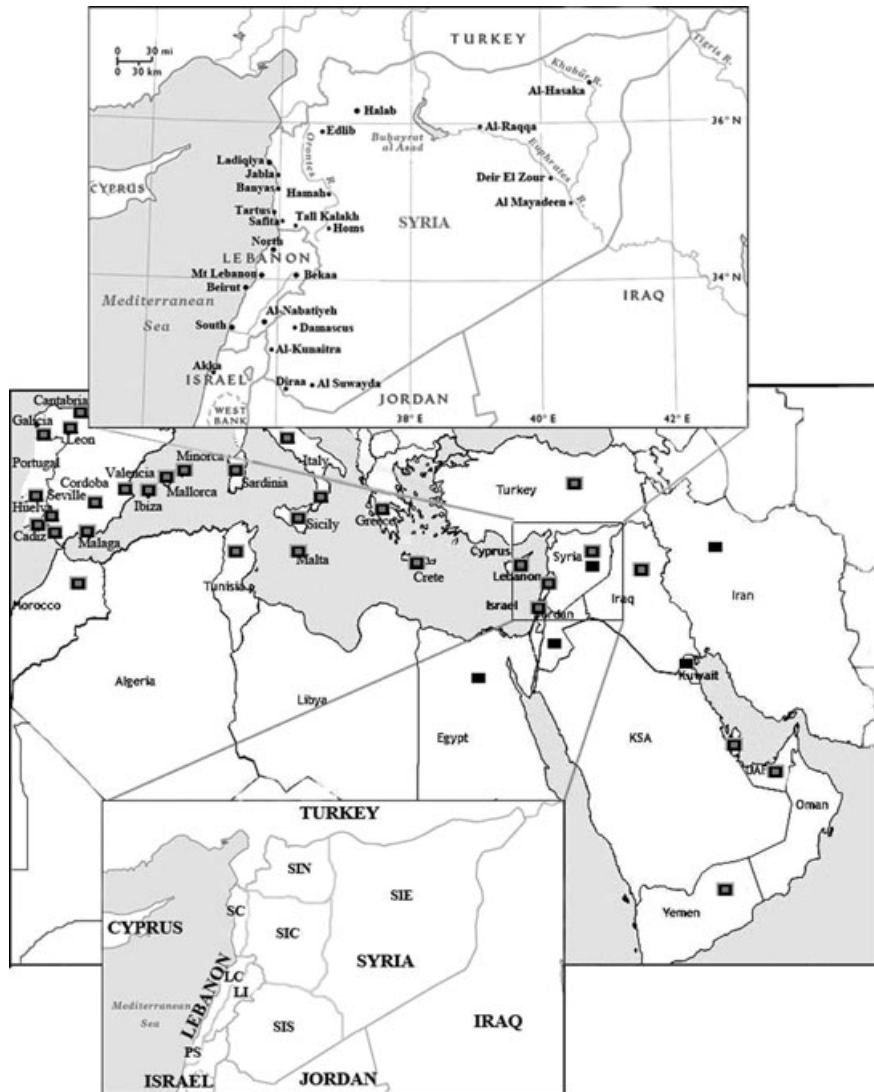 TURKEY
0 30 mi
0 30 km
Khabūr R.
Tigris R.
Al-Hasaka
Halab
36° N
Edlib
Buhayrat
al Asad
Al-Raqqa
Orontes R.
Euphrates R.
Ladiqiya
Jabla
Banyas
Hamah
Deir El Zour
Al Mayadeen
CYPRUS
Tartus
Safita
Tall Kalakh
Homs
SYRIA
North
LEBANON
Mt Lebanon
Bekaa
34° N
Beirut
IRAQ
Mediterranean
Sea
Al-Nabatiyeh
South
Damascus
Al-Kunaitra
Akka
ISRAEL
Diraa
Al Suwayda
JORDAN
WEST
BANK
38° E
40° E
42° E
Cantabria
Galicia
Leon
Portugal
Minorca
Italy
Valencia
Cordoba
Seville
Mallorca
Sardinia
Turkey
Huelva
Ibiza
Sicily
Greece
Cadiz
Malaga
Malta
Crete
Cyprus
Syria
Lebanon
Tunisia
Morocco
Israel
Jordan
Iraq
Iran
Kuwait
Algeria
Libya
Egypt
KSA
UAE
Oman
Yemen
TURKEY
SIN
SIE
SC
CYPRUS
SIC
SYRIA
LEBANON
LC
LI
Mediterranean
Sea
SIS
IRAQ
PS
ISRAEL
JORDAN